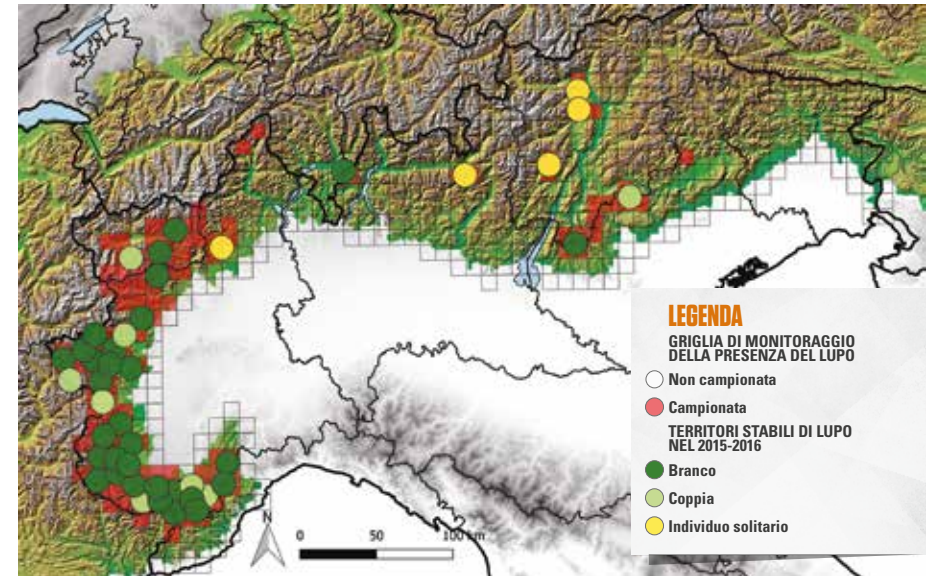 LEGENDA
GRIGLIA DI MONITORAGGIO
DELLA PRESENZA DEL LUPO
Non campionata
Campionata
TERRITORI STABILI DI LUPO
NEL 2015-2016
Branco
Coppia
Individuo solitario
N
0 50 100 km